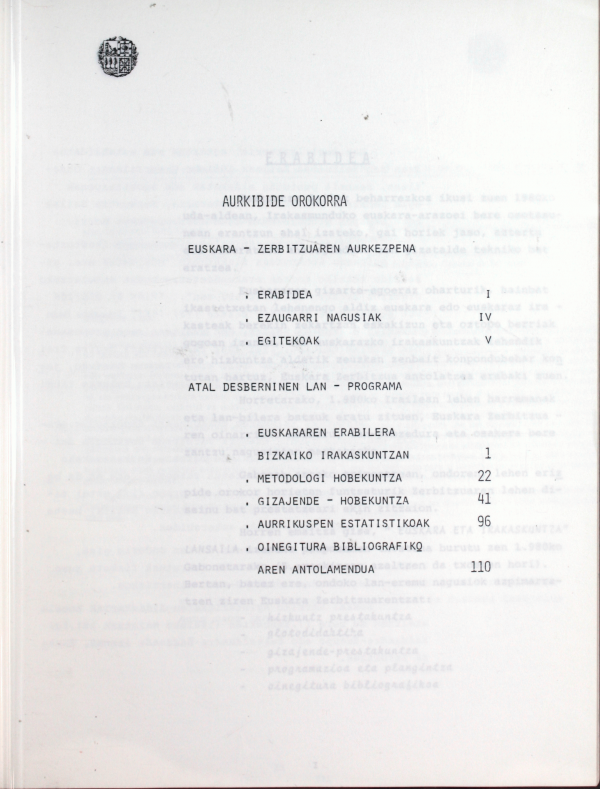 AURKIBIDE OROKORRA
EUSKARA - ZERBITZUAREN AURKEZPENA
. ERABIDEA I
. EZAUGARRI NAGUSIAK IV
. EGITEKOAK V
ATAL DESBERNINEN LAN - PROGRAMA
. EUSKARAREN ERABILERA
BIZKAIKO IRAKASKUNTZAN 1
. METODOLOGI HOBEKUNTZA 22
. GIZAJENDE - HOBEKUNTZA 41
. AURRIKUSPEN ESTATISTIKOAK 96
. OINEGITURA BIBLIOGRAFIKO
AREN ANTOLAMENDUA 110